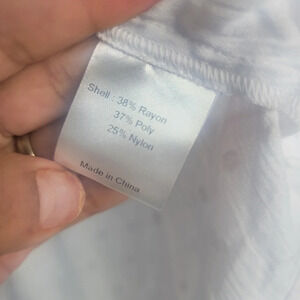 Shell : 38% Rayon
37% Poly
25% Nylon
Made in China